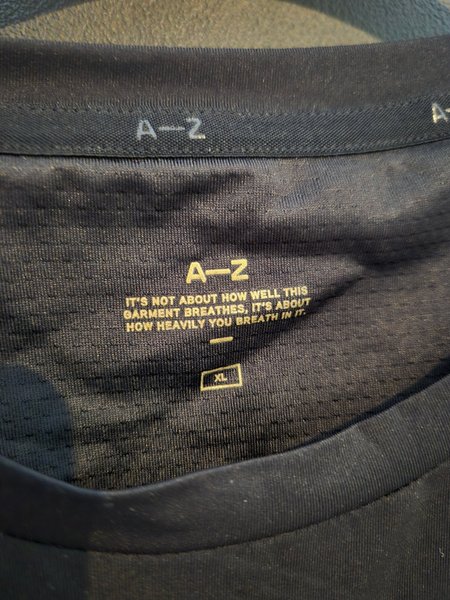 A—Z
A—
A—Z
IT'S NOT ABOUT HOW WELL THIS
GARMENT BREATHES, IT'S ABOUT
HOW HEAVILY YOU BREATH IN IT.
—
XL